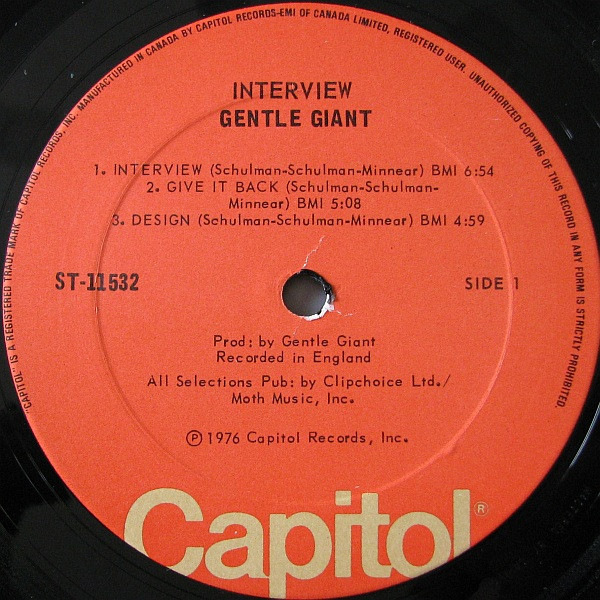 MANUFACTURED IN CANADA BY CAPITOL RECORDS-EMI OF CANADA LIMITED, REGISTERED USER. UNAUTHORIZED COPYING OF THIS RECORD IN ANY FORM IS STRICTLY PROHIBITED.
"CAPITOL" IS A REGISTERED TRADE MARK OF CAPITOL RECORDS, INC.
INTERVIEW
GENTLE GIANT
1. INTERVIEW (Schulman-Schulman-Minnear) BMI 6:54
2. GIVE IT BACK (Schulman-Schulman-
Minnear) BMI 5:08
3. DESIGN (Schulman-Schulman-Minnear) BMI 4:59
ST-11532
SIDE 1
Prod: by Gentle Giant
Recorded in England
All Selections Pub: by Clipchoice Ltd./
Moth Music, Inc.
℗ 1976 Capitol Records, Inc.
Capitol®